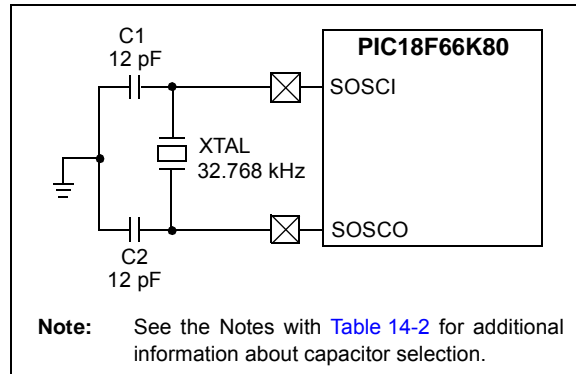 C1
12 pF
PIC18F66K80
SOSCI
XTAL
32.768 kHz
SOSCO
C2
12 pF
Note: See the Notes with Table 14-2 for additional
information about capacitor selection.